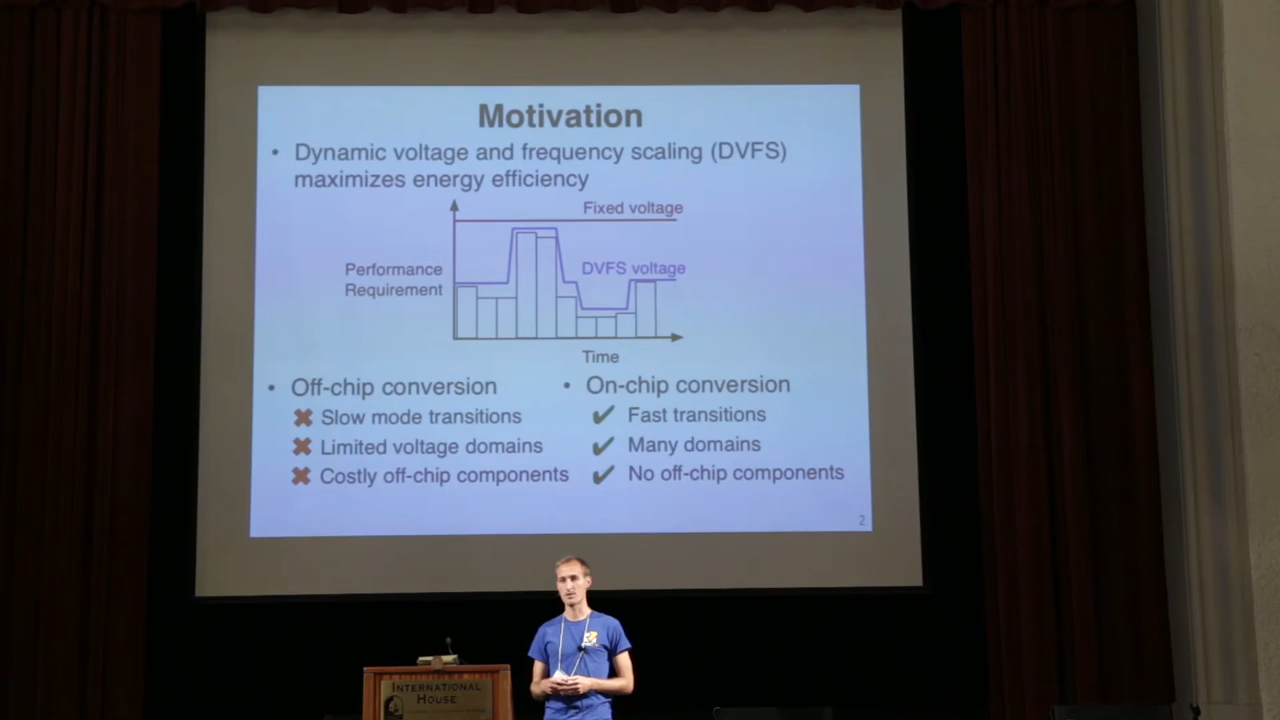 Motivation
• Dynamic voltage and frequency scaling (DVFS)
maximizes energy efficiency
Fixed voltage
DVFS voltage
Performance
Requirement
Time
• Off-chip conversion
✖ Slow mode transitions
✖ Limited voltage domains
✖ Costly off-chip components
• On-chip conversion
✔ Fast transitions
✔ Many domains
✔ No off-chip components
2
INTERNATIONAL
HOUSE